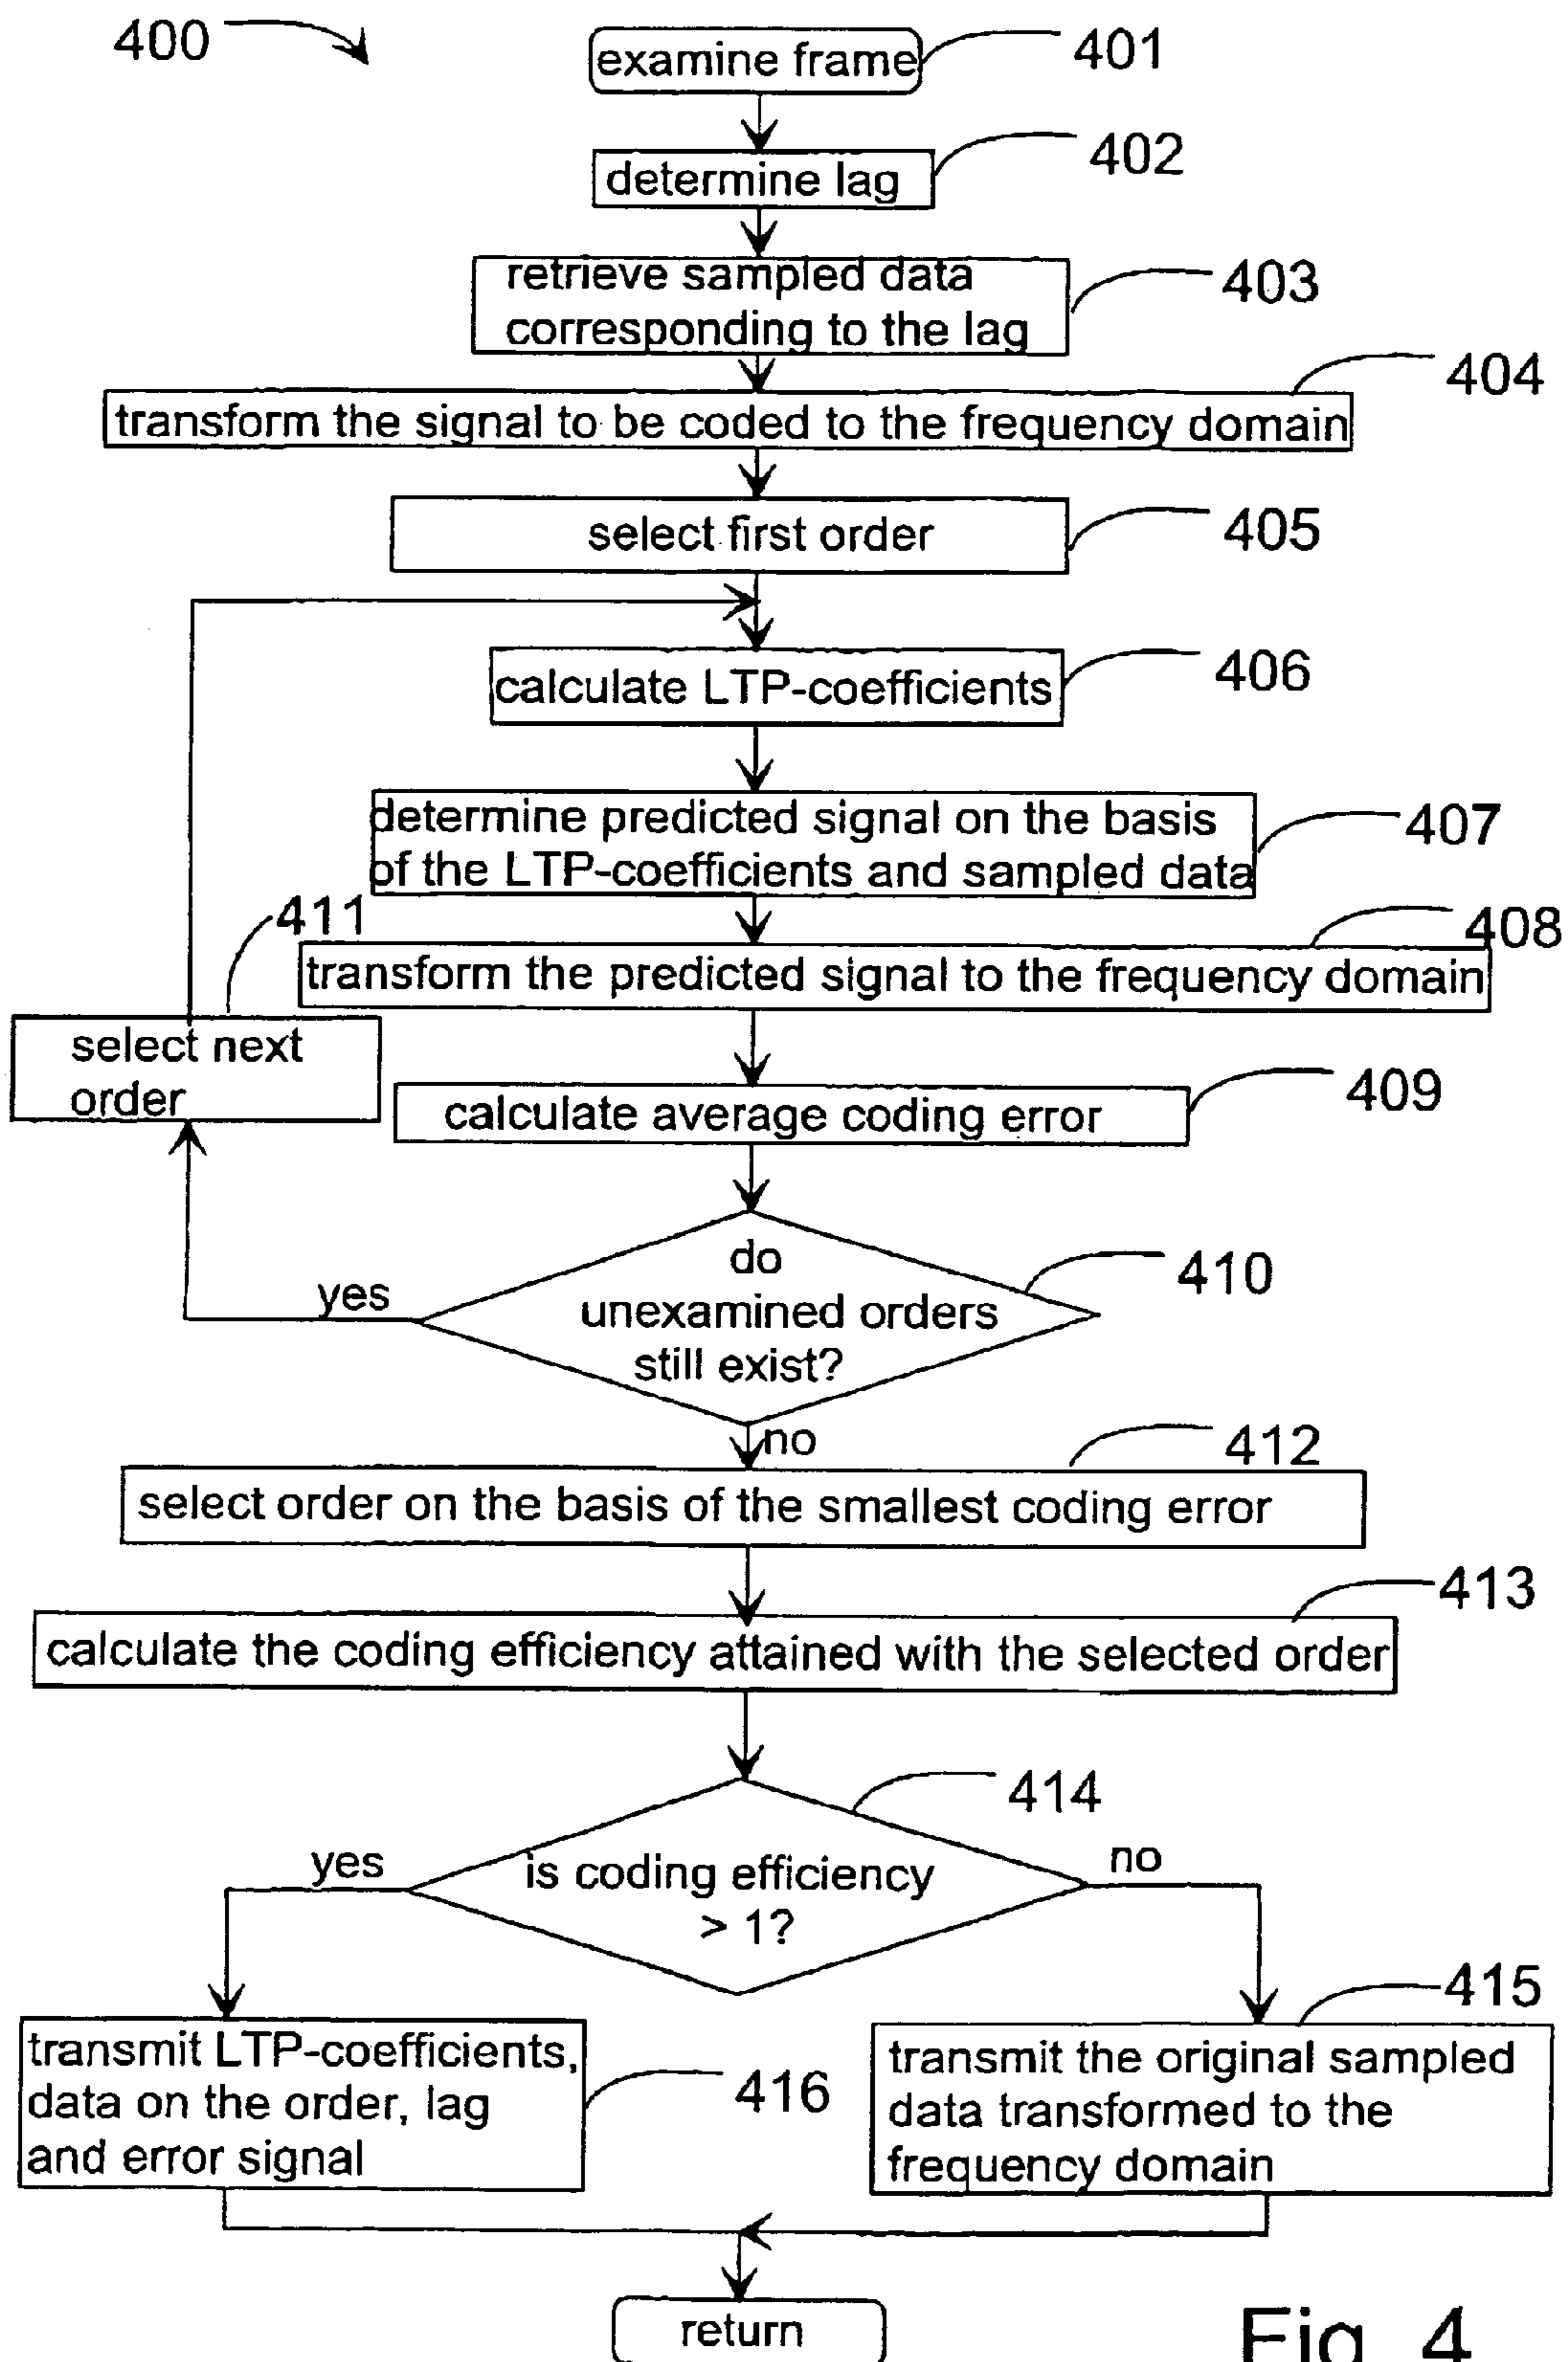 400
examine frame
401
determine lag
402
retrieve sampled data
corresponding to the lag
403
404
transform the signal to be coded to the frequency domain
select first order
405
calculate LTP-coefficients
406
determine predicted signal on the basis
of the LTP-coefficients and sampled data
407
411
408
transform the predicted signal to the frequency domain
select next
order
calculate average coding error
409
do
unexamined orders
still exist?
410
yes
no
412
select order on the basis of the smallest coding error
413
calculate the coding efficiency attained with the selected order
414
is coding efficiency
> 1?
yes
no
415
transmit LTP-coefficients,
data on the order, lag
and error signal
416
transmit the original sampled
data transformed to the
frequency domain
return
Fig. 4